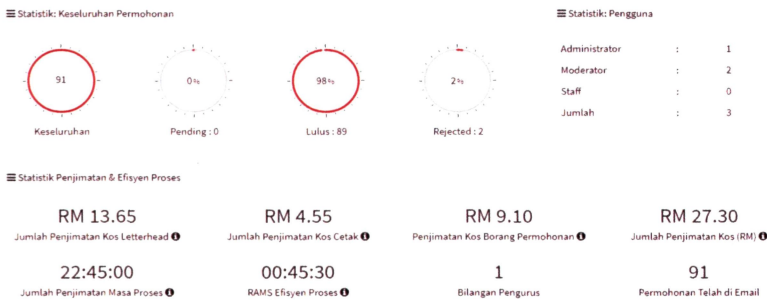 Statistik: Keseluruhan Permohonan
Statistik: Pengguna
91
0%
98%
2%
Keseluruhan
Pending : 0
Lulus : 89
Rejected : 2
Administrator : 1
Moderator : 2
Staff : 0
Jumlah : 3
Statistik Penjimatan & Efisyen Proses
RM 13.65
RM 4.55
RM 9.10
RM 27.30
Jumlah Penjimatan Kos Letterhead
Jumlah Penjimatan Kos Cetak
Penjimatan Kos Borang Permohonan
Jumlah Penjimatan Kos (RM)
22:45:00
00:45:30
1
91
Jumlah Penjimatan Masa Proses
RAMS Efisyen Proses
Bilangan Pengurus
Permohonan Telah di Email